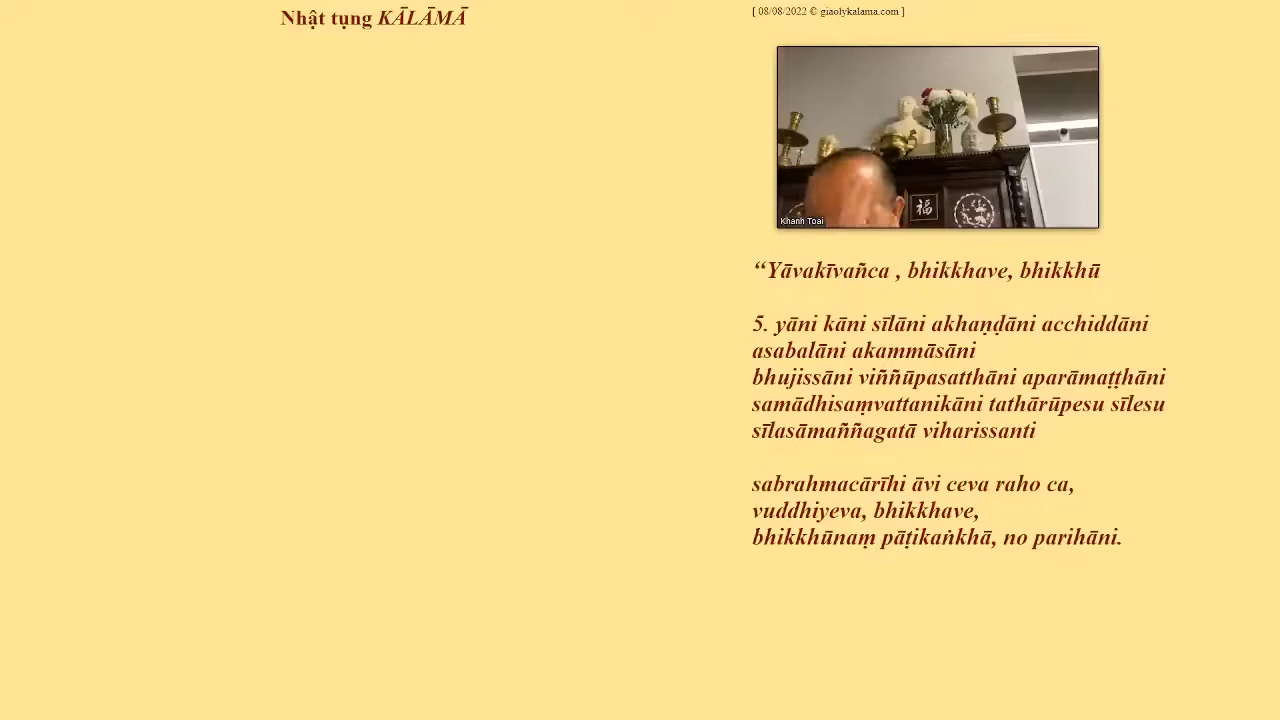 Nhật tụng KĀLĀMĀ
[ 08/08/2022 © giaolykalama.com ]
福
Khanh Toai
“Yāvakīvañca , bhikkhave, bhikkhū
5. yāni kāni sīlāni akhaṇḍāni acchiddāni
asabalāni akammāsāni
bhujissāni viññūpasatthāni aparāmaṭṭhāni
samādhisaṃvattanikāni tathārūpesu sīlesu
sīlasāmaññagatā viharissanti
sabrahmacārīhi āvi ceva raho ca,
vuddhiyeva, bhikkhave,
bhikkhūnaṃ pāṭikaṅkhā, no parihāni.